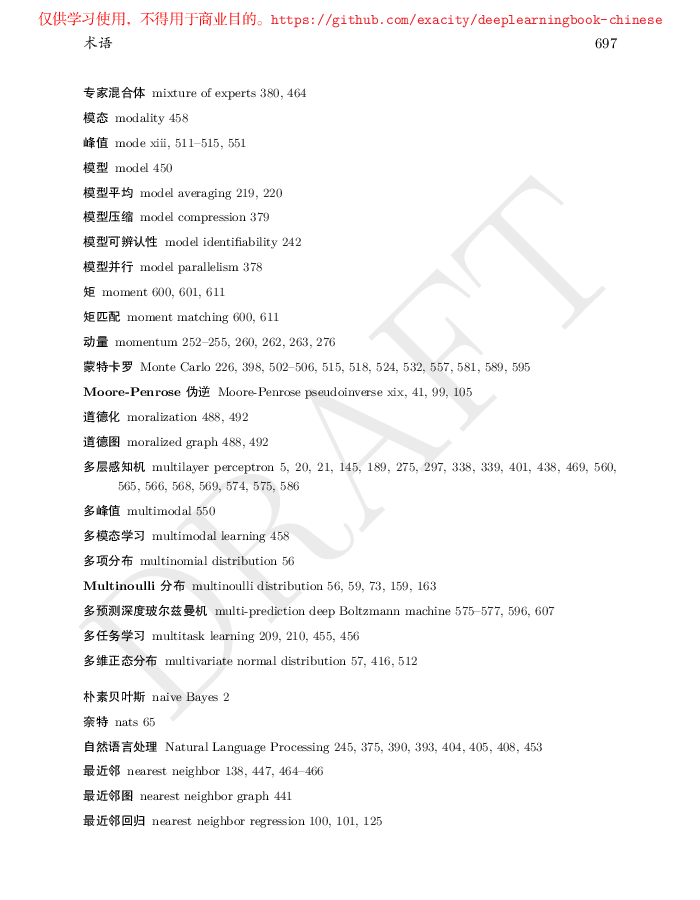 仅供学习使用，不得用于商业目的。https://github.com/exacity/deeplearningbook-chinese
术语 697
专家混合体 mixture of experts 380, 464
模态 modality 458
峰值 mode xiii, 511–515, 551
模型 model 450
模型平均 model averaging 219, 220
模型压缩 model compression 379
模型可辨认性 model identifiability 242
模型并行 model parallelism 378
矩 moment 600, 601, 611
矩匹配 moment matching 600, 611
动量 momentum 252–255, 260, 262, 263, 276
蒙特卡罗 Monte Carlo 226, 398, 502–506, 515, 518, 524, 532, 557, 581, 589, 595
Moore-Penrose 伪逆 Moore-Penrose pseudoinverse xix, 41, 99, 105
道德化 moralization 488, 492
道德图 moralized graph 488, 492
多层感知机 multilayer perceptron 5, 20, 21, 145, 189, 275, 297, 338, 339, 401, 438, 469, 560,
565, 566, 568, 569, 574, 575, 586
多峰值 multimodal 550
多模态学习 multimodal learning 458
多项分布 multinomial distribution 56
Multinoulli 分布 multinoulli distribution 56, 59, 73, 159, 163
多预测深度玻尔兹曼机 multi-prediction deep Boltzmann machine 575–577, 596, 607
多任务学习 multitask learning 209, 210, 455, 456
多维正态分布 multivariate normal distribution 57, 416, 512
朴素贝叶斯 naive Bayes 2
奈特 nats 65
自然语言处理 Natural Language Processing 245, 375, 390, 393, 404, 405, 408, 453
最近邻 nearest neighbor 138, 447, 464–466
最近邻图 nearest neighbor graph 441
最近邻回归 nearest neighbor regression 100, 101, 125
DRAFT